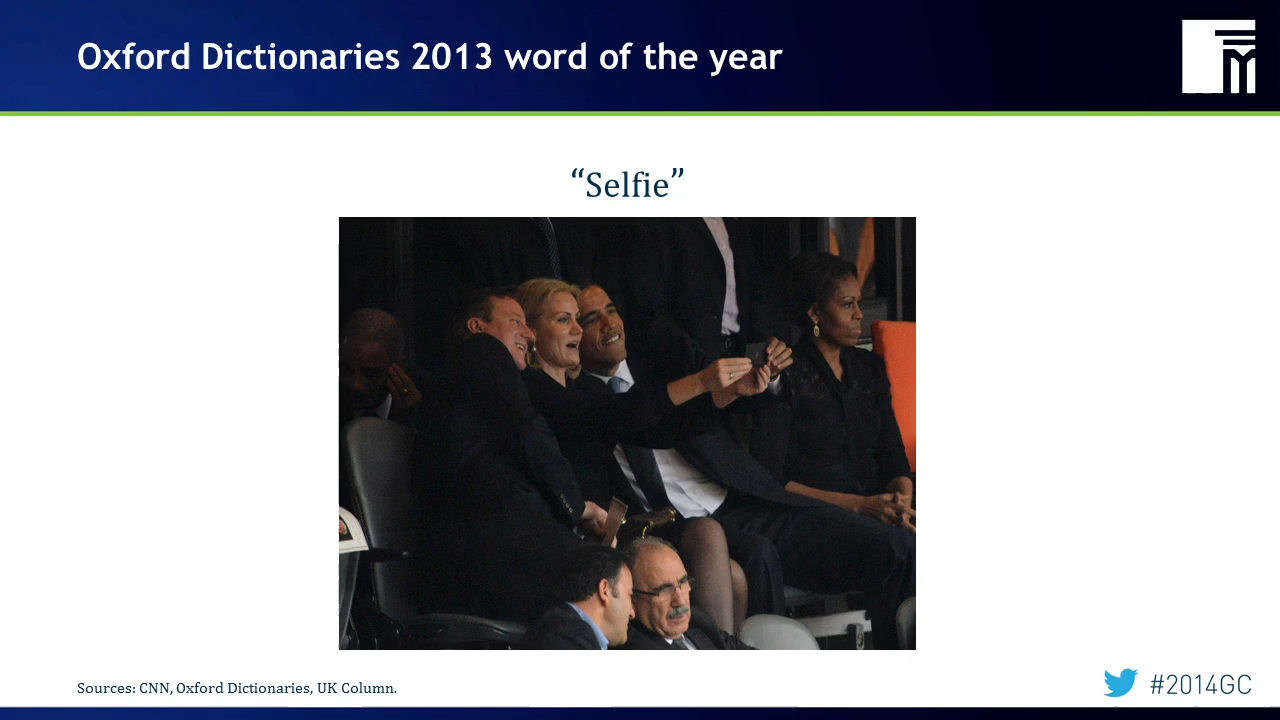 Oxford Dictionaries 2013 word of the year
“Selfie”
Sources: CNN, Oxford Dictionaries, UK Column.
#2014GC